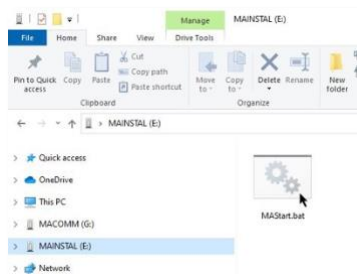 Manage
MAINSTAL (E:)
File
Home
Share
View
Drive Tools
Pin to Quick
access
Copy
Paste
Cut
Copy path
Paste shortcut
Move
to
Copy
to
Delete
Rename
New
folder
Clipboard
Organize
MAINSTAL (E:)
Quick access
OneDrive
This PC
MACOMM (G:)
MAINSTAL (E:)
Network
MAStart.bat